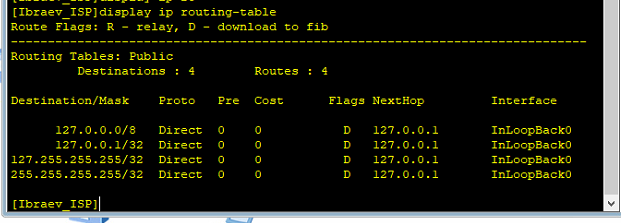 [Ibraev_ISP]display ip routing-table
Route Flags: R - relay, D - download to fib
------------------------------------------------------------------------------
Routing Tables: Public
         Destinations : 4        Routes : 4
Destination/Mask    Proto   Pre  Cost      Flags NextHop         Interface
      127.0.0.0/8   Direct  0    0           D   127.0.0.1       InLoopBack0
      127.0.0.1/32  Direct  0    0           D   127.0.0.1       InLoopBack0
127.255.255.255/32  Direct  0    0           D   127.0.0.1       InLoopBack0
255.255.255.255/32  Direct  0    0           D   127.0.0.1       InLoopBack0
[Ibraev_ISP]